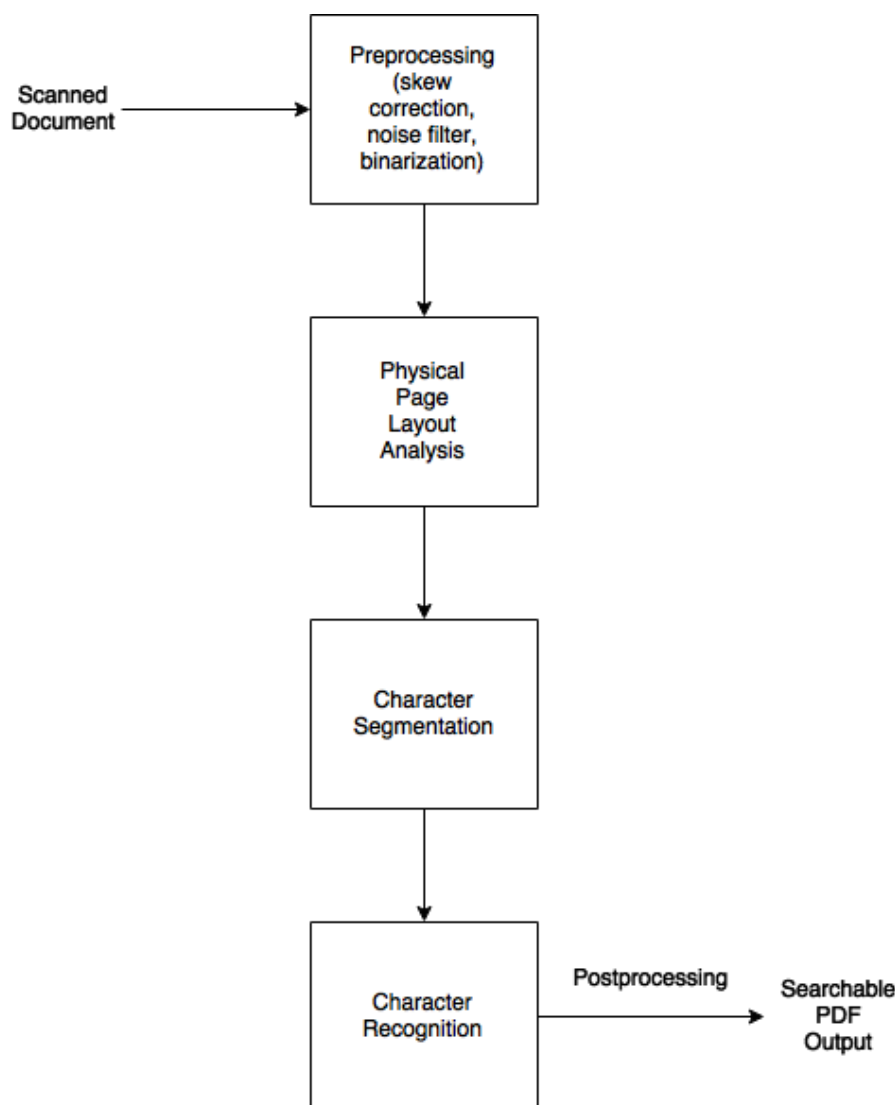 Preprocessing
(skew
correction,
noise filter,
binarization)
Scanned
Document
Physical
Page
Layout
Analysis
Character
Segmentation
Character
Recognition
Postprocessing
Searchable
PDF
Output